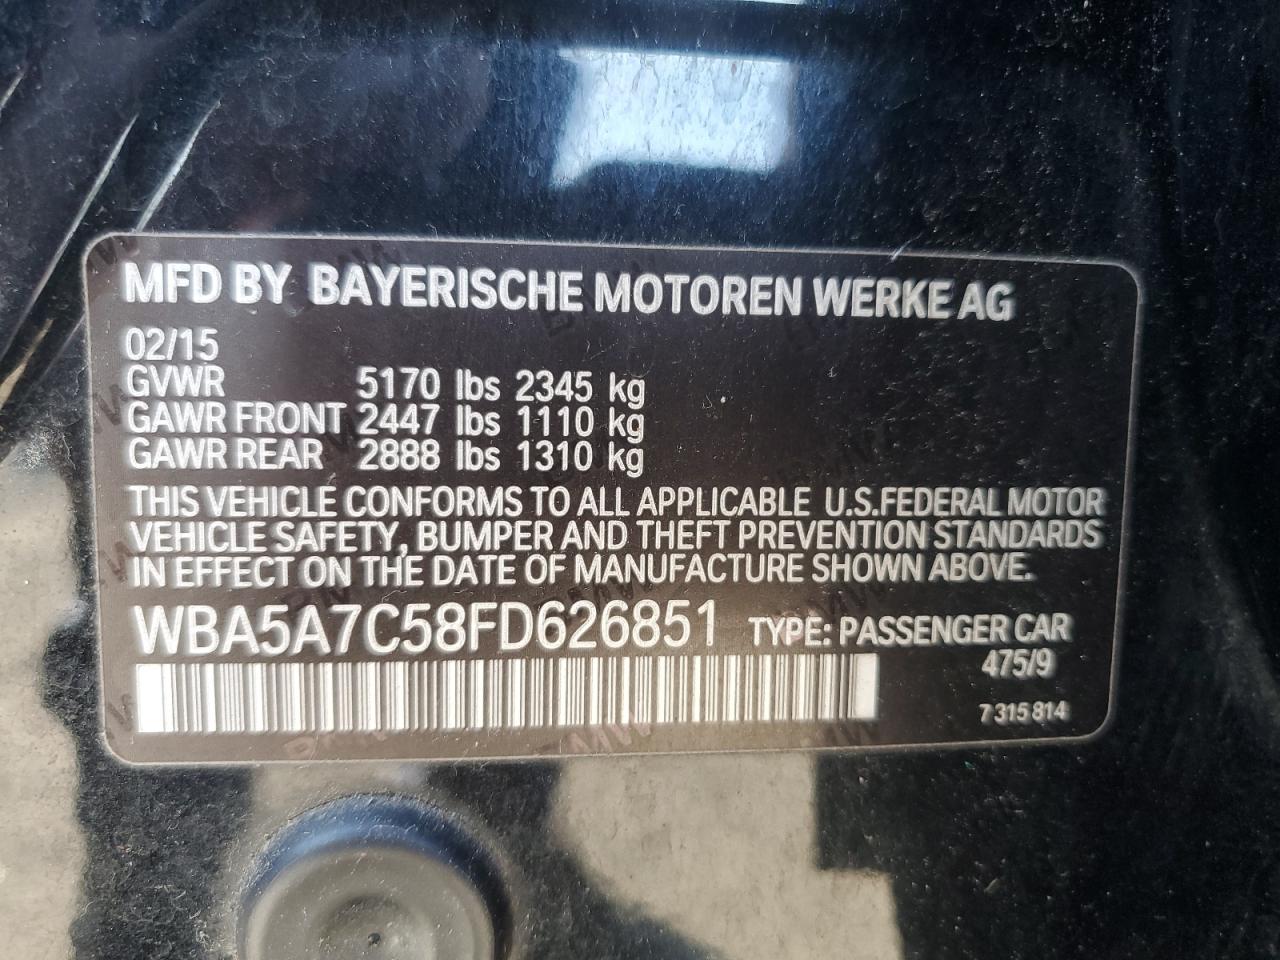 MFD BY BAYERISCHE MOTOREN WERKE AG
02/15
GVWR 5170 lbs 2345 kg
GAWR FRONT 2447 lbs 1110 kg
GAWR REAR 2888 lbs 1310 kg
THIS VEHICLE CONFORMS TO ALL APPLICABLE U.S.FEDERAL MOTOR
VEHICLE SAFETY, BUMPER AND THEFT PREVENTION STANDARDS
IN EFFECT ON THE DATE OF MANUFACTURE SHOWN ABOVE.
WBA5A7C58FD626851 TYPE: PASSENGER CAR
475/9
7 315 814